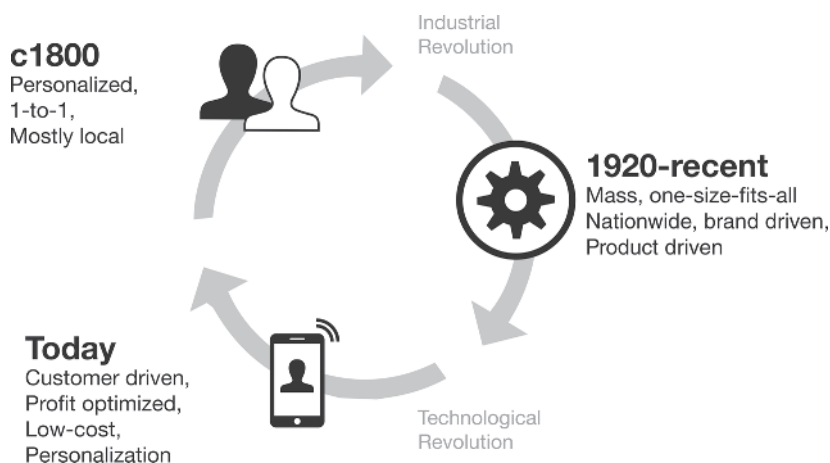 Industrial
Revolution
c1800
Personalized,
1-to-1,
Mostly local
1920-recent
Mass, one-size-fits-all
Nationwide, brand driven,
Product driven
Today
Customer driven,
Profit optimized,
Low-cost,
Personalization
Technological
Revolution